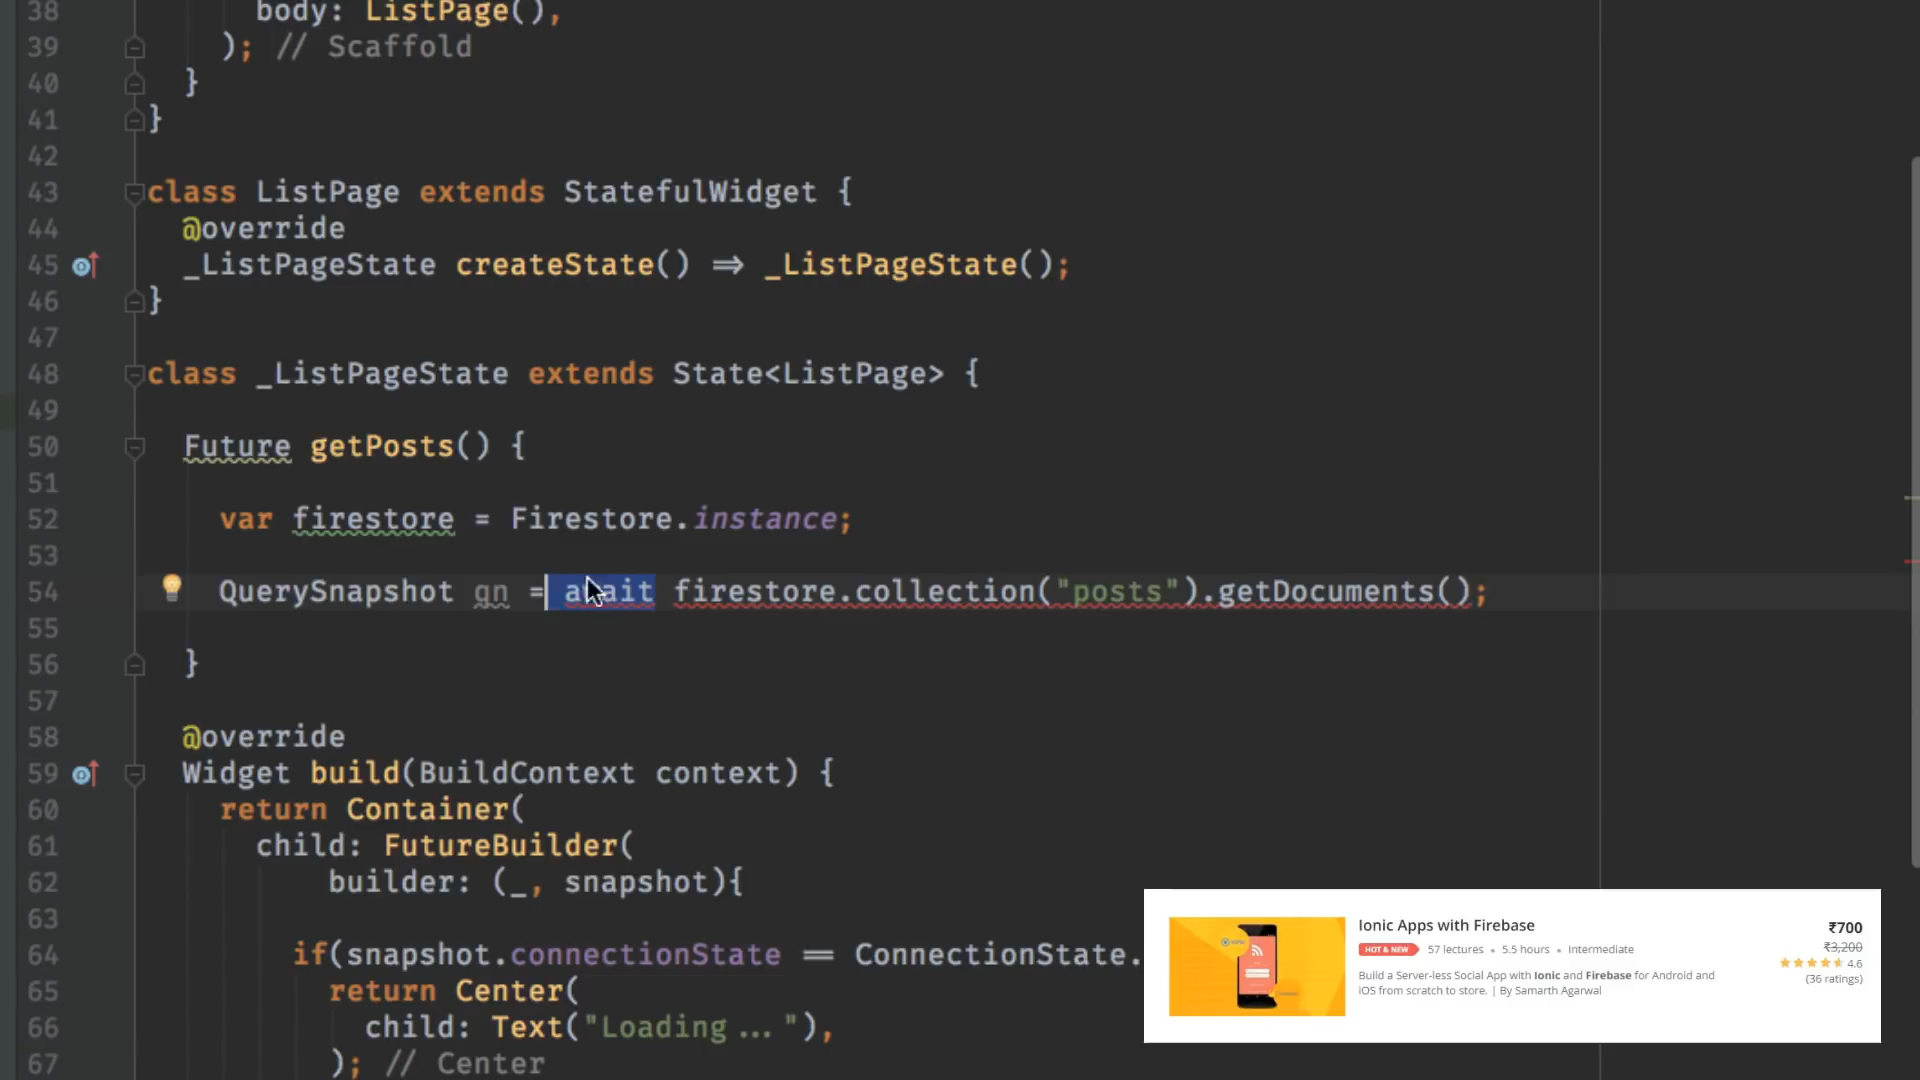 38 body: ListPage(),
39 ); // Scaffold
40 }
41 }
42
43 class ListPage extends StatefulWidget {
44 @override
45 _ListPageState createState() => _ListPageState();
46 }
47
48 class _ListPageState extends State<ListPage> {
49
50 Future getPosts() {
51
52 var firestore = Firestore.instance;
53
54 QuerySnapshot qn = await firestore.collection("posts").getDocuments();
55
56 }
57
58 @override
59 Widget build(BuildContext context) {
60 return Container(
61 child: FutureBuilder(
62 builder: (_, snapshot){
63
64 if(snapshot.connectionState == ConnectionState.
65 return Center(
66 child: Text("Loading ... "),
67 ); // Center
Ionic Apps with Firebase ₹700
HOT & NEW 57 lectures • 5.5 hours • Intermediate ₹3,200
4.6
Build a Server-less Social App with Ionic and Firebase for Android and
iOS from scratch to store. | By Samarth Agarwal
(36 ratings)